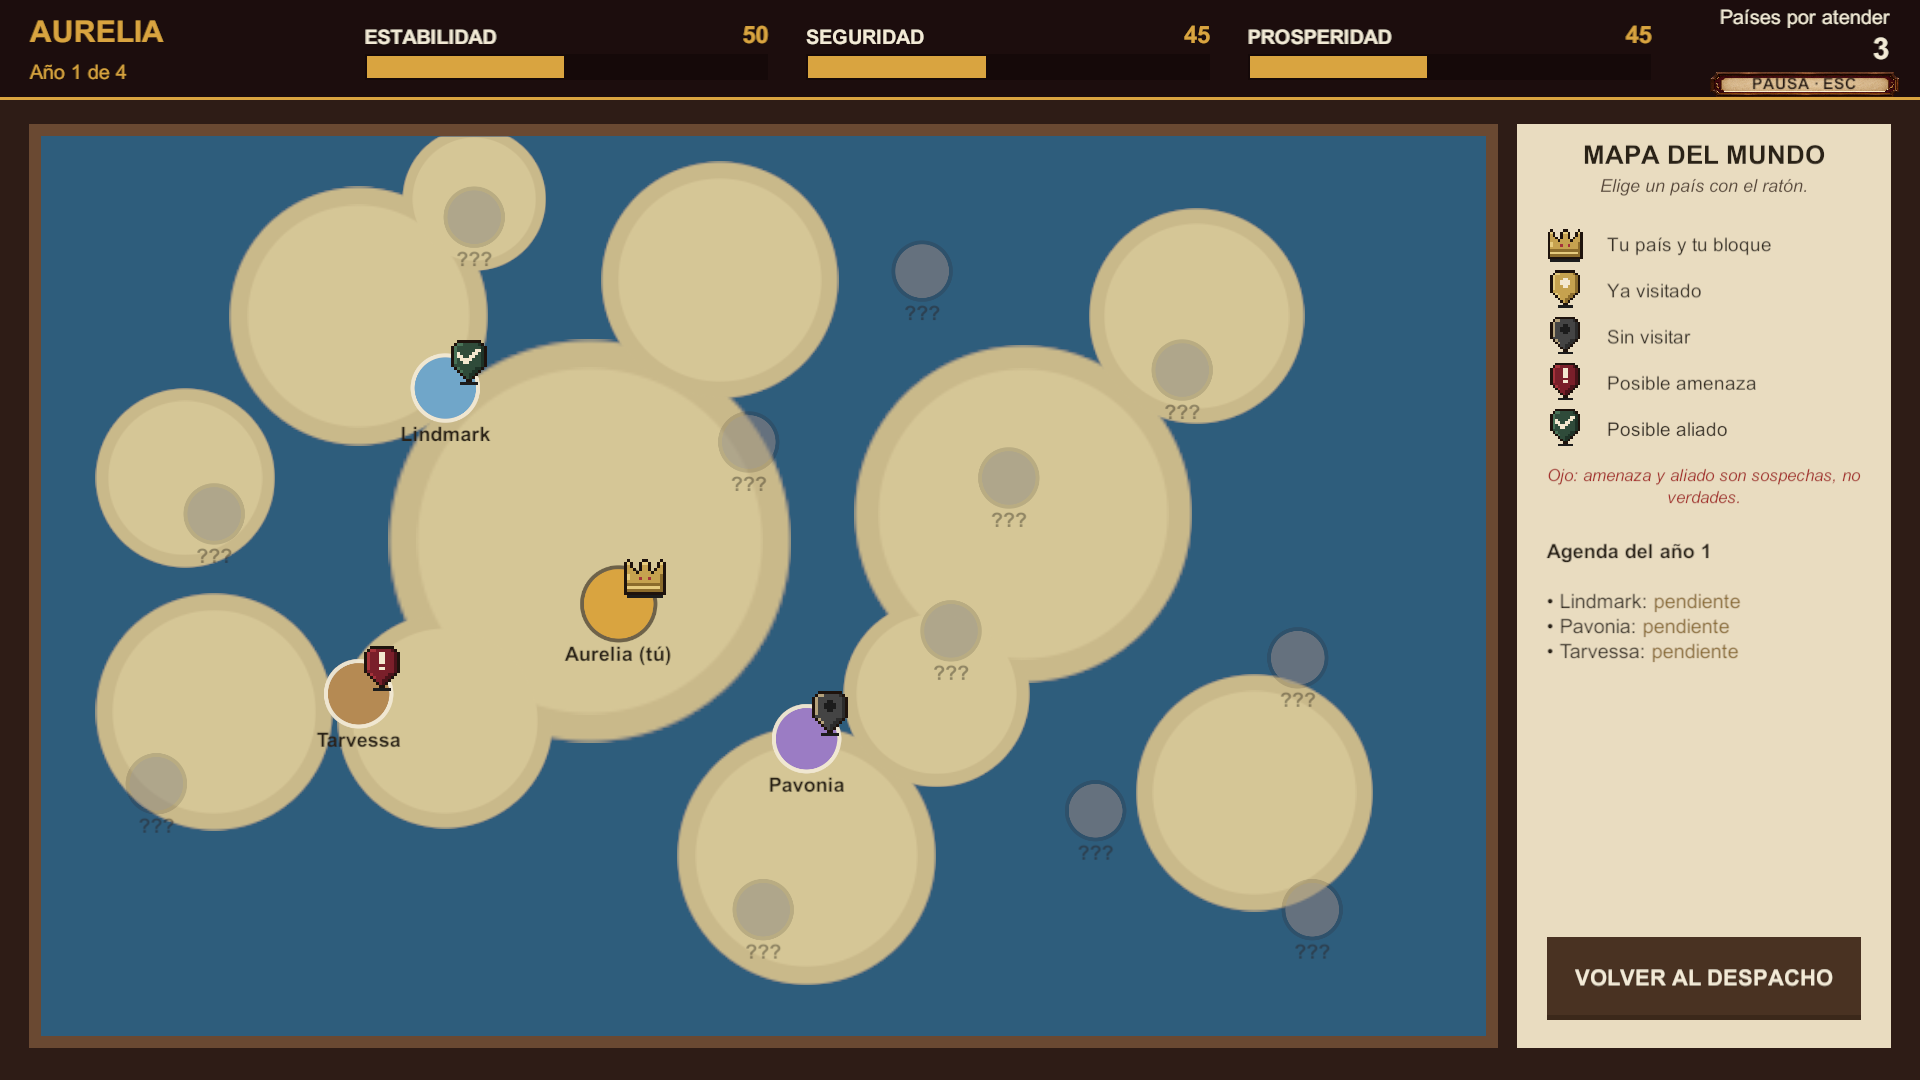 AURELIA
Año 1 de 4
ESTABILIDAD 50
SEGURIDAD 45
PROSPERIDAD 45
Países por atender
3
PAUSA · ESC
???
???
Lindmark
???
???
???
???
???
Aurelia (tú)
Tarvessa
???
???
Pavonia
???
???
???
???
MAPA DEL MUNDO
Elige un país con el ratón.
Tu país y tu bloque
Ya visitado
Sin visitar
Posible amenaza
Posible aliado
Ojo: amenaza y aliado son sospechas, no
verdades.
Agenda del año 1
• Lindmark: pendiente
• Pavonia: pendiente
• Tarvessa: pendiente
VOLVER AL DESPACHO